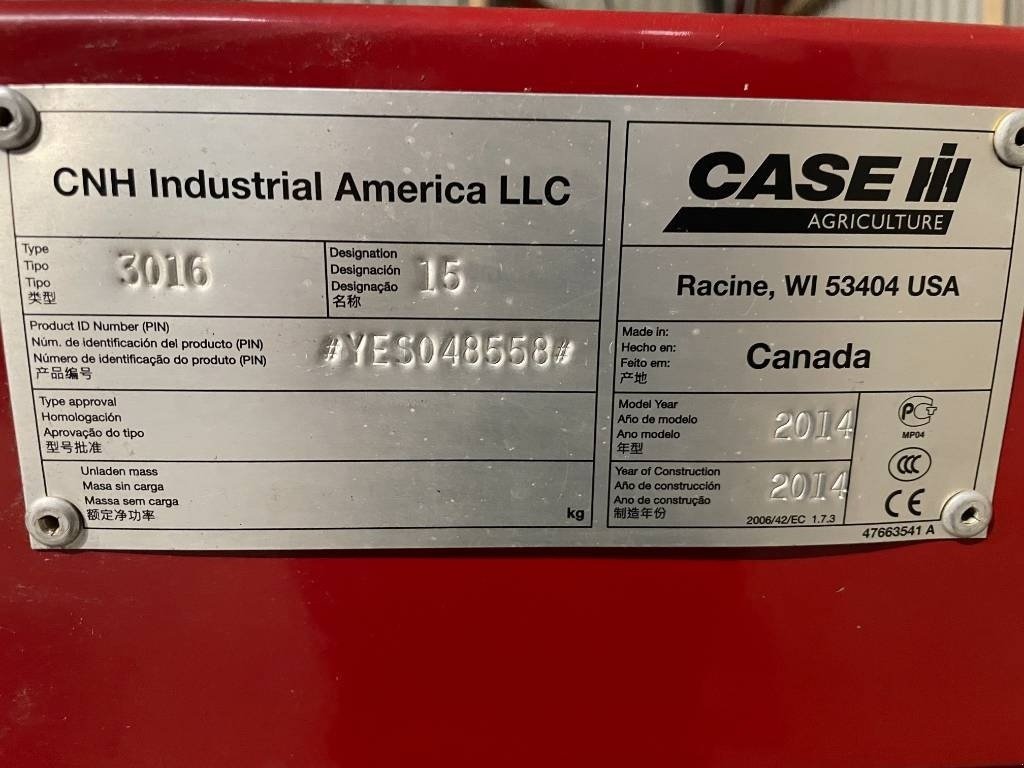 CNH Industrial America LLC
Type
Tipo
Tipo
类型
3016
Designation
Designación
Designação
名称
15
Product ID Number (PIN)
Núm. de identificación del producto (PIN)
Número de identificação do produto (PIN)
产品编号
#YES048558#
Type approval
Homologación
Aprovação do tipo
型号批准
Unladen mass
Masa sin carga
Massa sem carga
额定净功率
kg
CASE IH
AGRICULTURE
Racine, WI 53404 USA
Made in:
Hecho en:
Feito em:
产地
Canada
Model Year
Año de modelo
Ano modelo
年型
2014
Year of Construction
Año de construcción
Ano de construção
制造年份
2014
2006/42/EC 1.7.3
PCT
MP04
CCC
CE
47663541 A